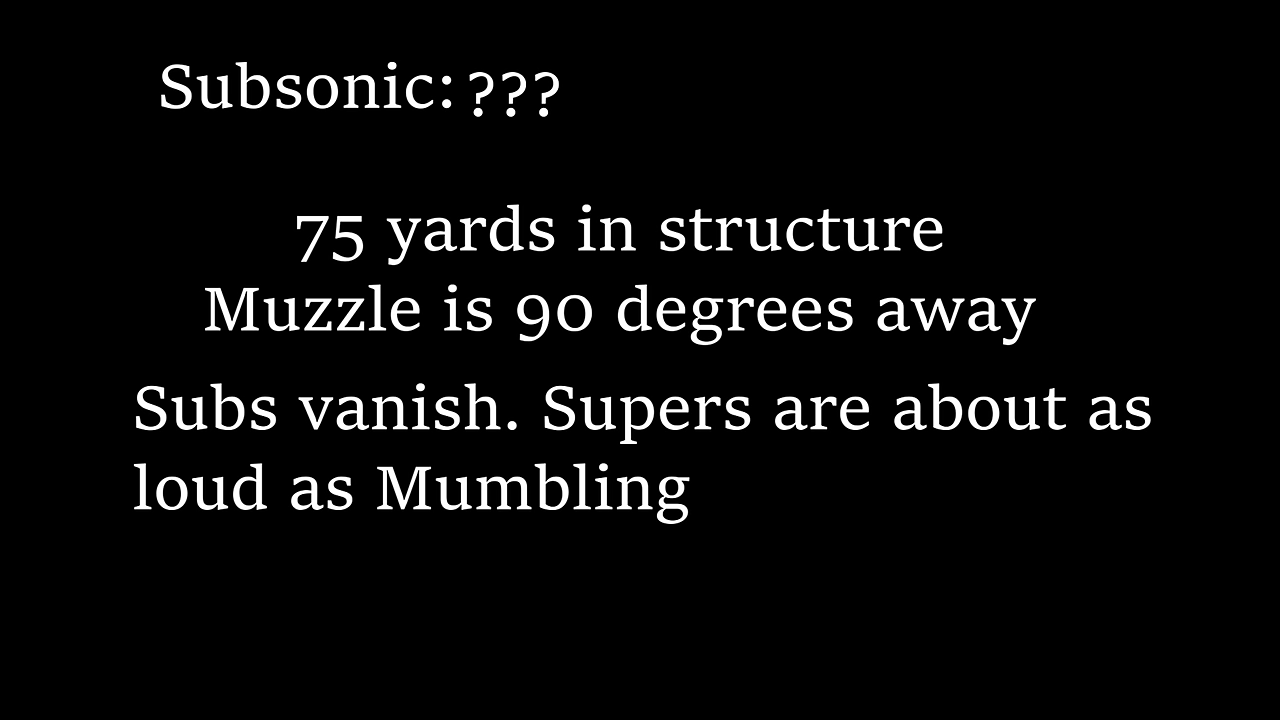 Subsonic: ???
75 yards in structure
Muzzle is 90 degrees away
Subs vanish. Supers are about as
loud as Mumbling